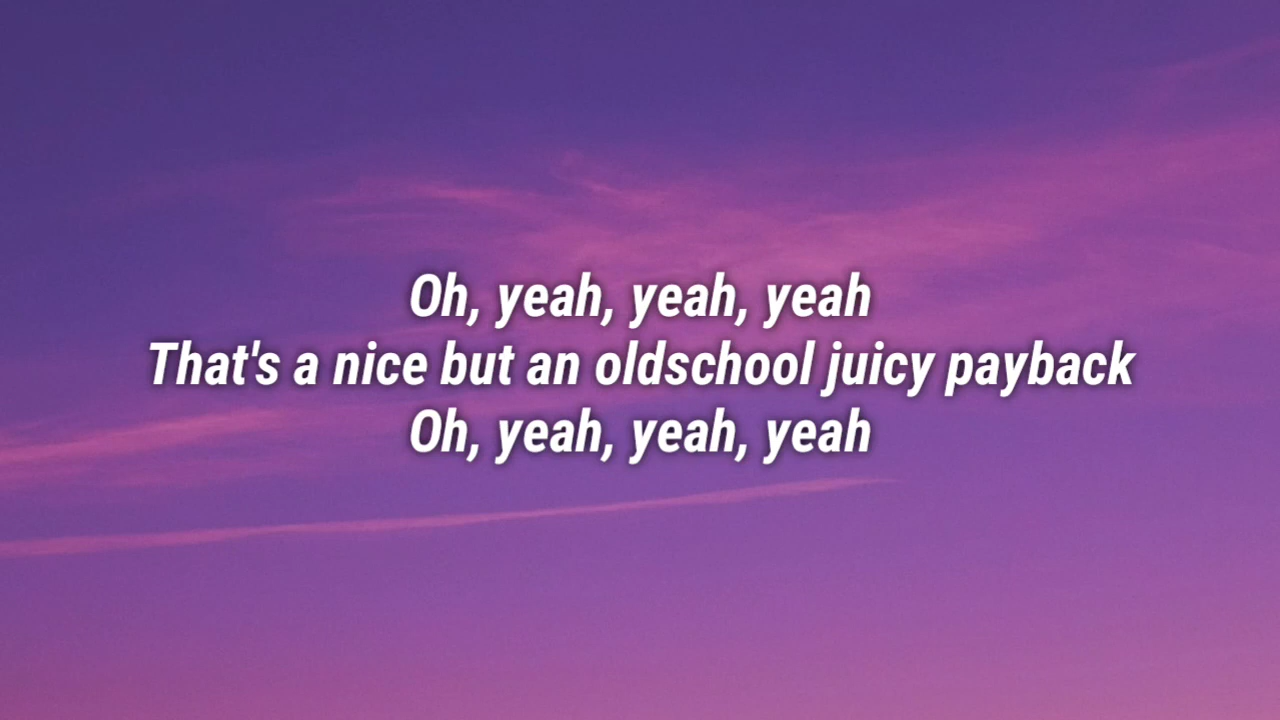 Oh, yeah, yeah, yeah
That's a nice but an oldschool juicy payback
Oh, yeah, yeah, yeah